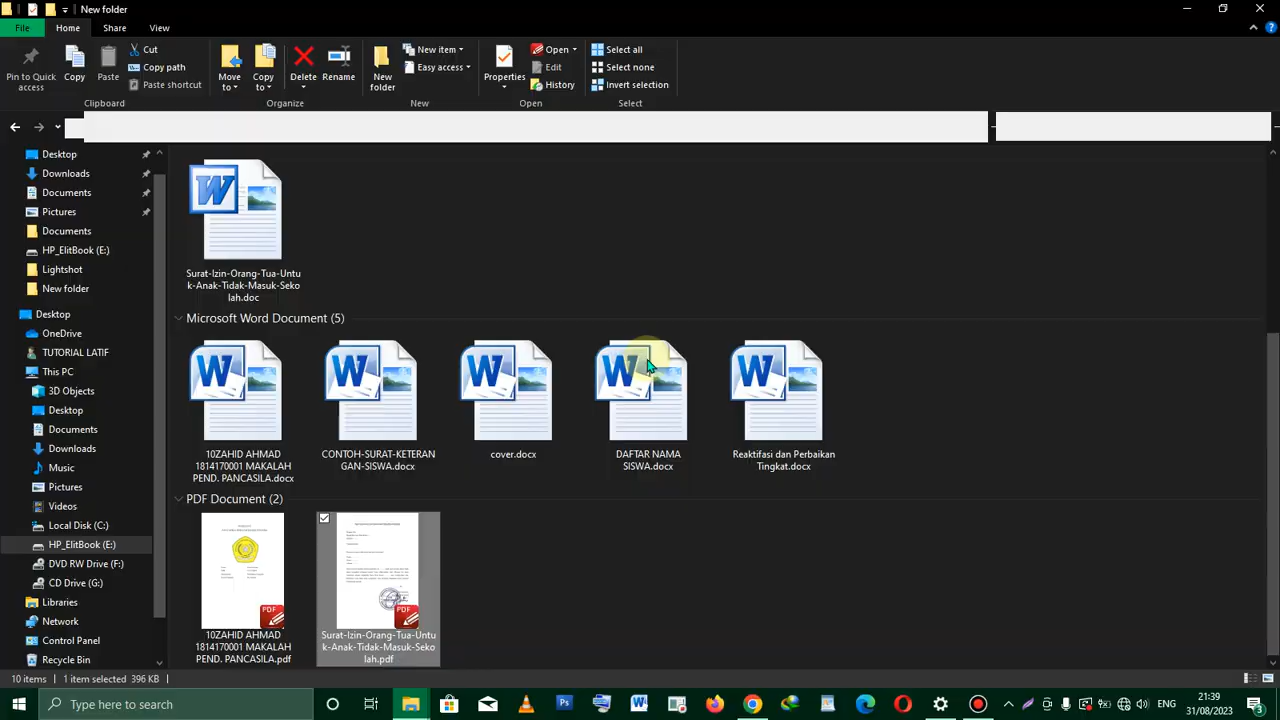 New folder
File Home Share View
Pin to Quick access
Copy
Paste
Cut
Copy path
Paste shortcut
Move to
Copy to
Delete
Rename
New folder
New item
Easy access
Properties
Open
Edit
History
Select all
Select none
Invert selection
Clipboard Organize New Open Select
Desktop
Downloads
Documents
Pictures
Documents
HP_ElitBook (E:)
Lightshot
New folder
Desktop
OneDrive
TUTORIAL LATIF
This PC
3D Objects
Desktop
Documents
Downloads
Music
Pictures
Videos
Local Disk (C:)
HP_ElitBook (E:)
DVD RW Drive (F:)
CD Drive (G:)
Libraries
Network
Control Panel
Recycle Bin
Surat-Izin-Orang-Tua-Untu
k-Anak-Tidak-Masuk-Seko
lah.doc
Microsoft Word Document (5)
10ZAHID AHMAD
1814170001 MAKALAH
PEND. PANCASILA.docx
CONTOH-SURAT-KETERAN
GAN-SISWA.docx
cover.docx
DAFTAR NAMA
SISWA.docx
Reaktifasi dan Perbaikan
Tingkat.docx
PDF Document (2)
PDF
10ZAHID AHMAD
1814170001 MAKALAH
PEND. PANCASILA.pdf
PDF
Surat-Izin-Orang-Tua-Untu
k-Anak-Tidak-Masuk-Seko
lah.pdf
10 items 1 item selected 396 KB
Type here to search
ENG
21:39
31/08/2023
3